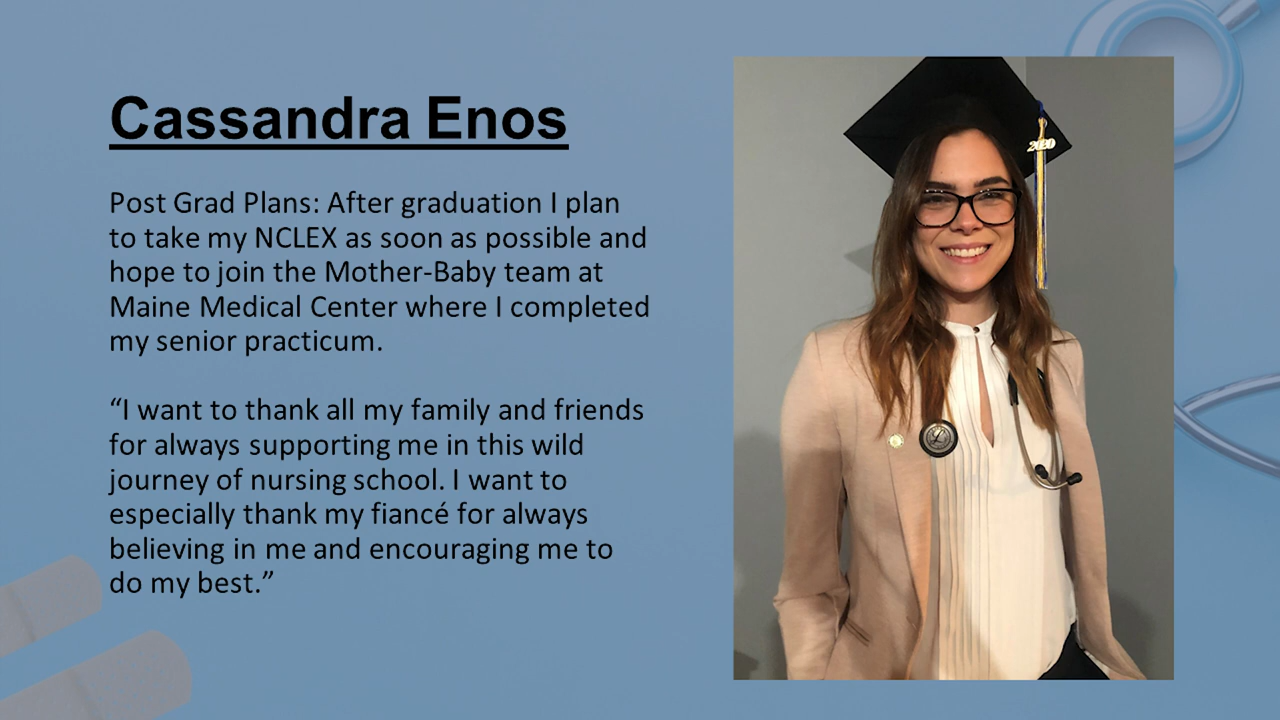 Cassandra Enos
Post Grad Plans: After graduation I plan
to take my NCLEX as soon as possible and
hope to join the Mother-Baby team at
Maine Medical Center where I completed
my senior practicum.
“I want to thank all my family and friends
for always supporting me in this wild
journey of nursing school. I want to
especially thank my fiancé for always
believing in me and encouraging me to
do my best.”
2020